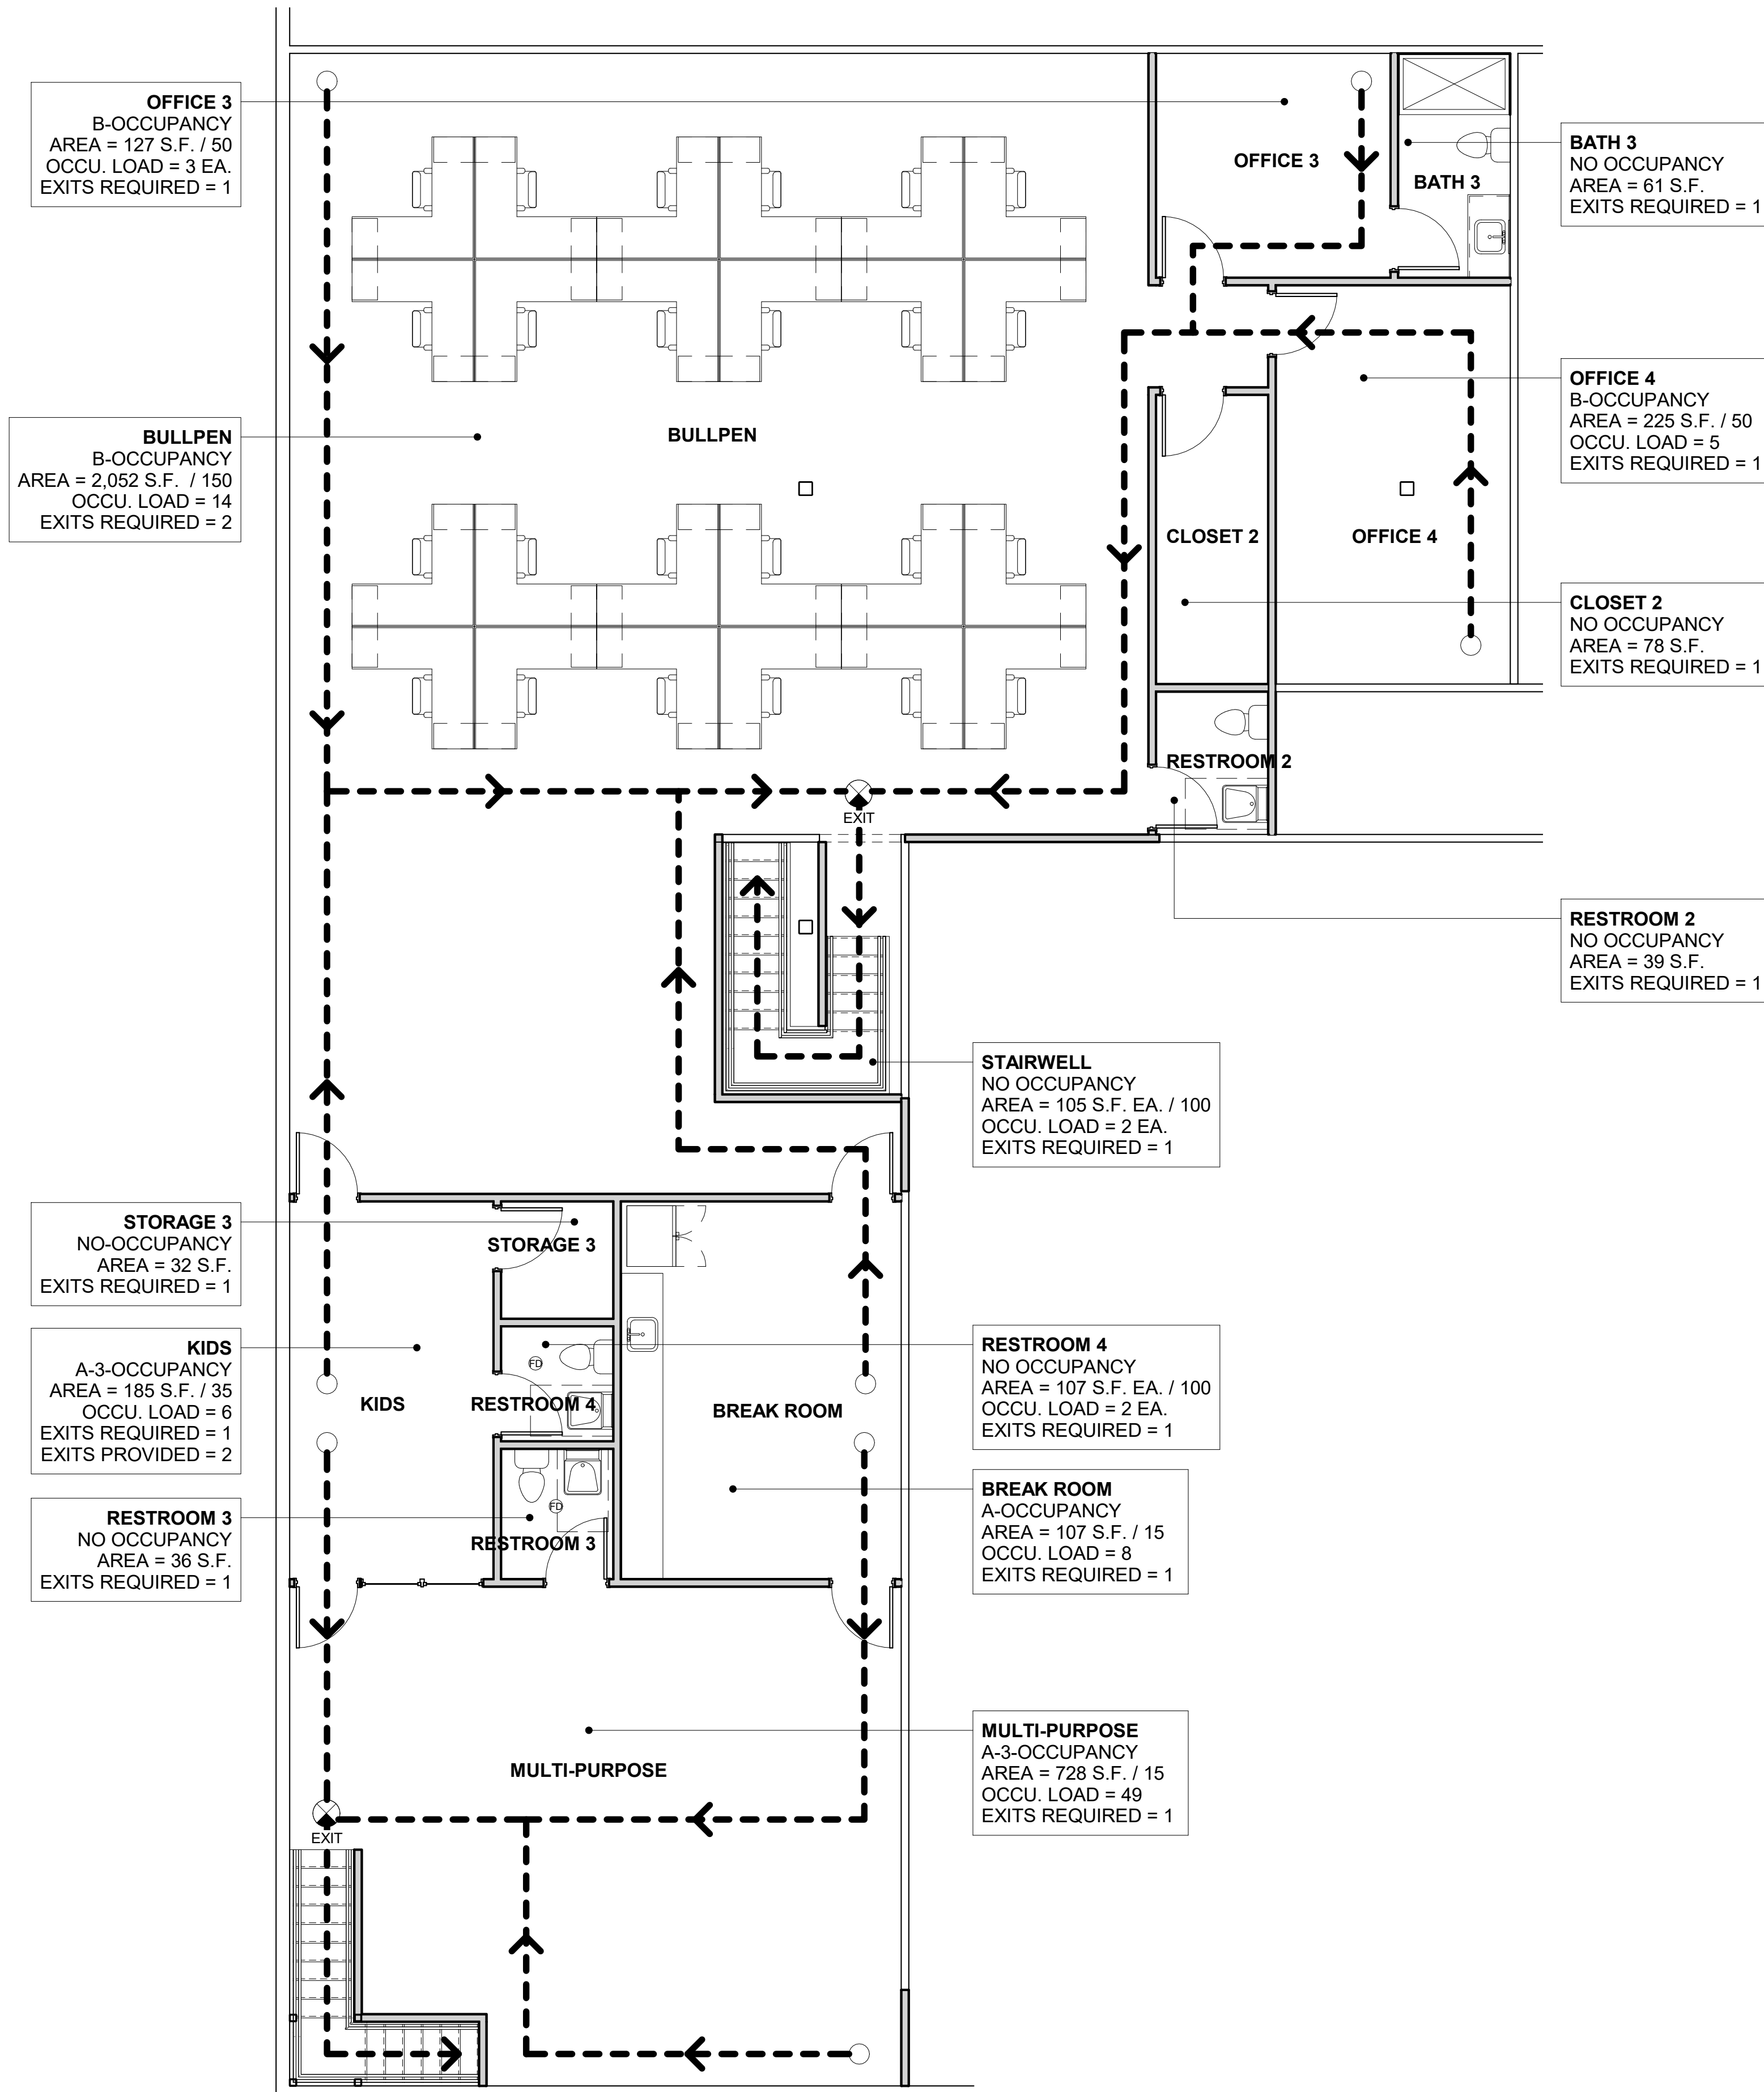 OFFICE 3
B-OCCUPANCY
AREA = 127 S.F. / 50
OCCU. LOAD = 3 EA.
EXITS REQUIRED = 1
OFFICE 3
BATH 3
BATH 3
NO OCCUPANCY
AREA = 61 S.F.
EXITS REQUIRED = 1
OFFICE 4
B-OCCUPANCY
AREA = 225 S.F. / 50
OCCU. LOAD = 5
EXITS REQUIRED = 1
BULLPEN
B-OCCUPANCY
AREA = 2,052 S.F. / 150
OCCU. LOAD = 14
EXITS REQUIRED = 2
BULLPEN
CLOSET 2
OFFICE 4
CLOSET 2
NO OCCUPANCY
AREA = 78 S.F.
EXITS REQUIRED = 1
RESTROOM 2
EXIT
RESTROOM 2
NO OCCUPANCY
AREA = 39 S.F.
EXITS REQUIRED = 1
STAIRWELL
NO OCCUPANCY
AREA = 105 S.F. EA. / 100
OCCU. LOAD = 2 EA.
EXITS REQUIRED = 1
STORAGE 3
NO-OCCUPANCY
AREA = 32 S.F.
EXITS REQUIRED = 1
STORAGE 3
KIDS
A-3-OCCUPANCY
AREA = 185 S.F. / 35
OCCU. LOAD = 6
EXITS REQUIRED = 1
EXITS PROVIDED = 2
FD
KIDS
RESTROOM 4
BREAK ROOM
RESTROOM 4
NO OCCUPANCY
AREA = 107 S.F. EA. / 100
OCCU. LOAD = 2 EA.
EXITS REQUIRED = 1
RESTROOM 3
NO OCCUPANCY
AREA = 36 S.F.
EXITS REQUIRED = 1
FD
RESTROOM 3
BREAK ROOM
A-OCCUPANCY
AREA = 107 S.F. / 15
OCCU. LOAD = 8
EXITS REQUIRED = 1
MULTI-PURPOSE
MULTI-PURPOSE
A-3-OCCUPANCY
AREA = 728 S.F. / 15
OCCU. LOAD = 49
EXITS REQUIRED = 1
EXIT